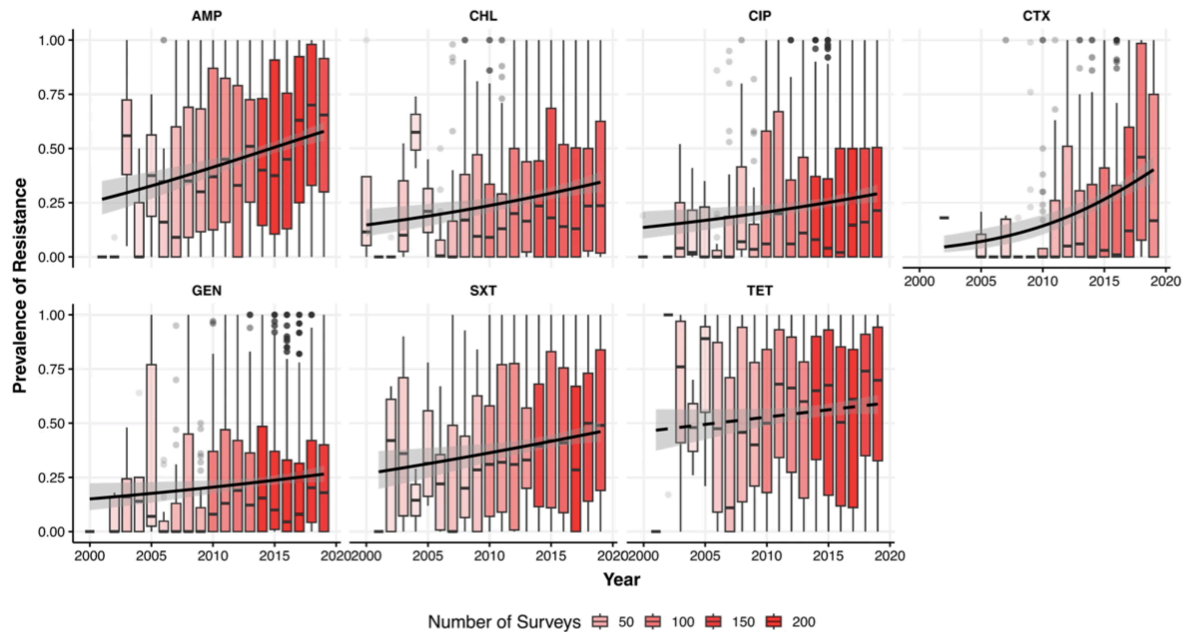 AMP CHL CIP CTX
1.00
0.75
0.50
0.25
0.00
2000 2005 2010 2015 2020
GEN SXT TET
1.00
0.75
0.50
0.25
0.00
2000 2005 2010 2015 2020 2000 2005 2010 2015 2020 2000 2005 2010 2015 2020
Prevalence of Resistance
Year
Number of Surveys 50 100 150 200